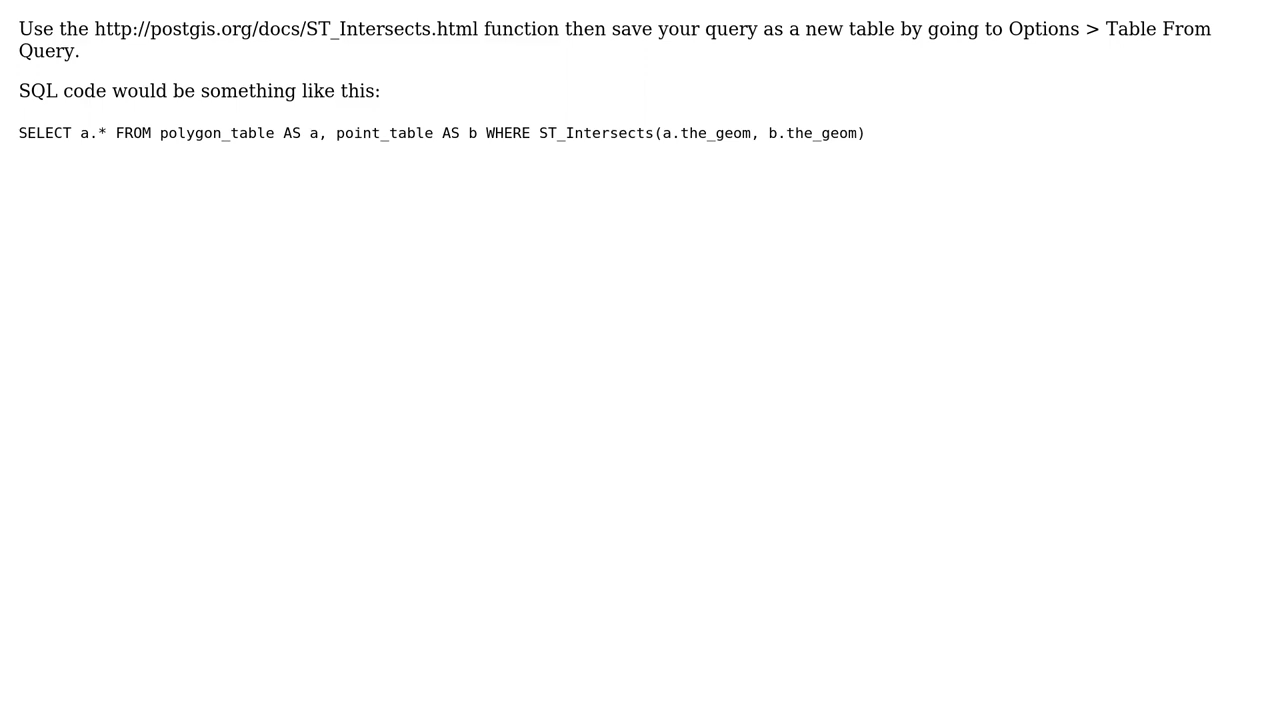 Use the http://postgis.org/docs/ST_Intersects.html function then save your query as a new table by going to Options > Table From
Query.
SQL code would be something like this:
SELECT a.* FROM polygon_table AS a, point_table AS b WHERE ST_Intersects(a.the_geom, b.the_geom)